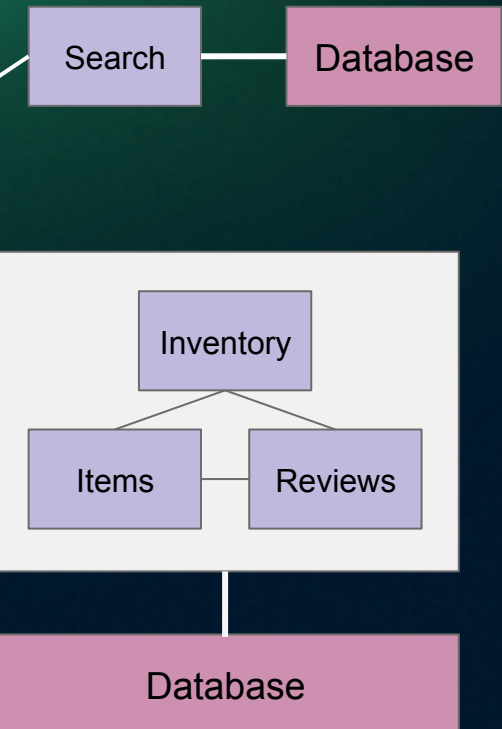 Search
Database
Inventory
Items
Reviews
Database